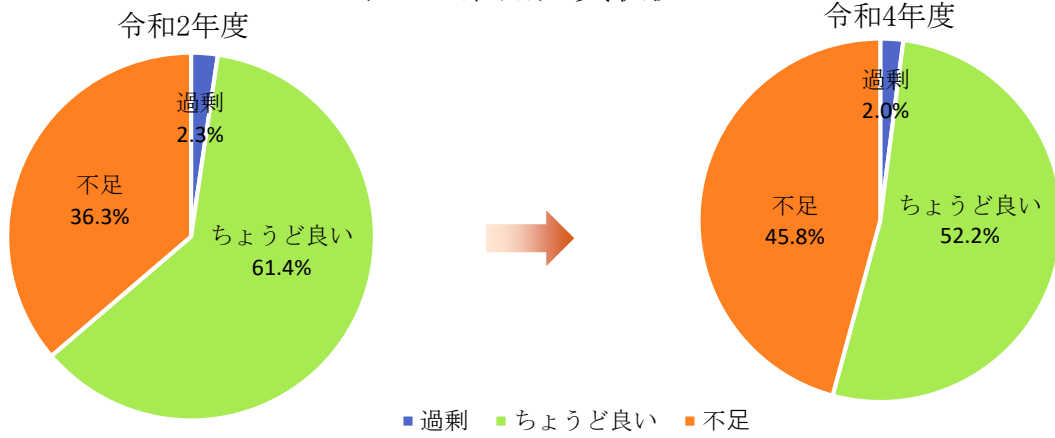 令和2年度
過剰
2.3%
不足
36.3%
ちょうど良い
61.4%
令和4年度
過剰
2.0%
不足
45.8%
ちょうど良い
52.2%
過剰 ちょうど良い 不足